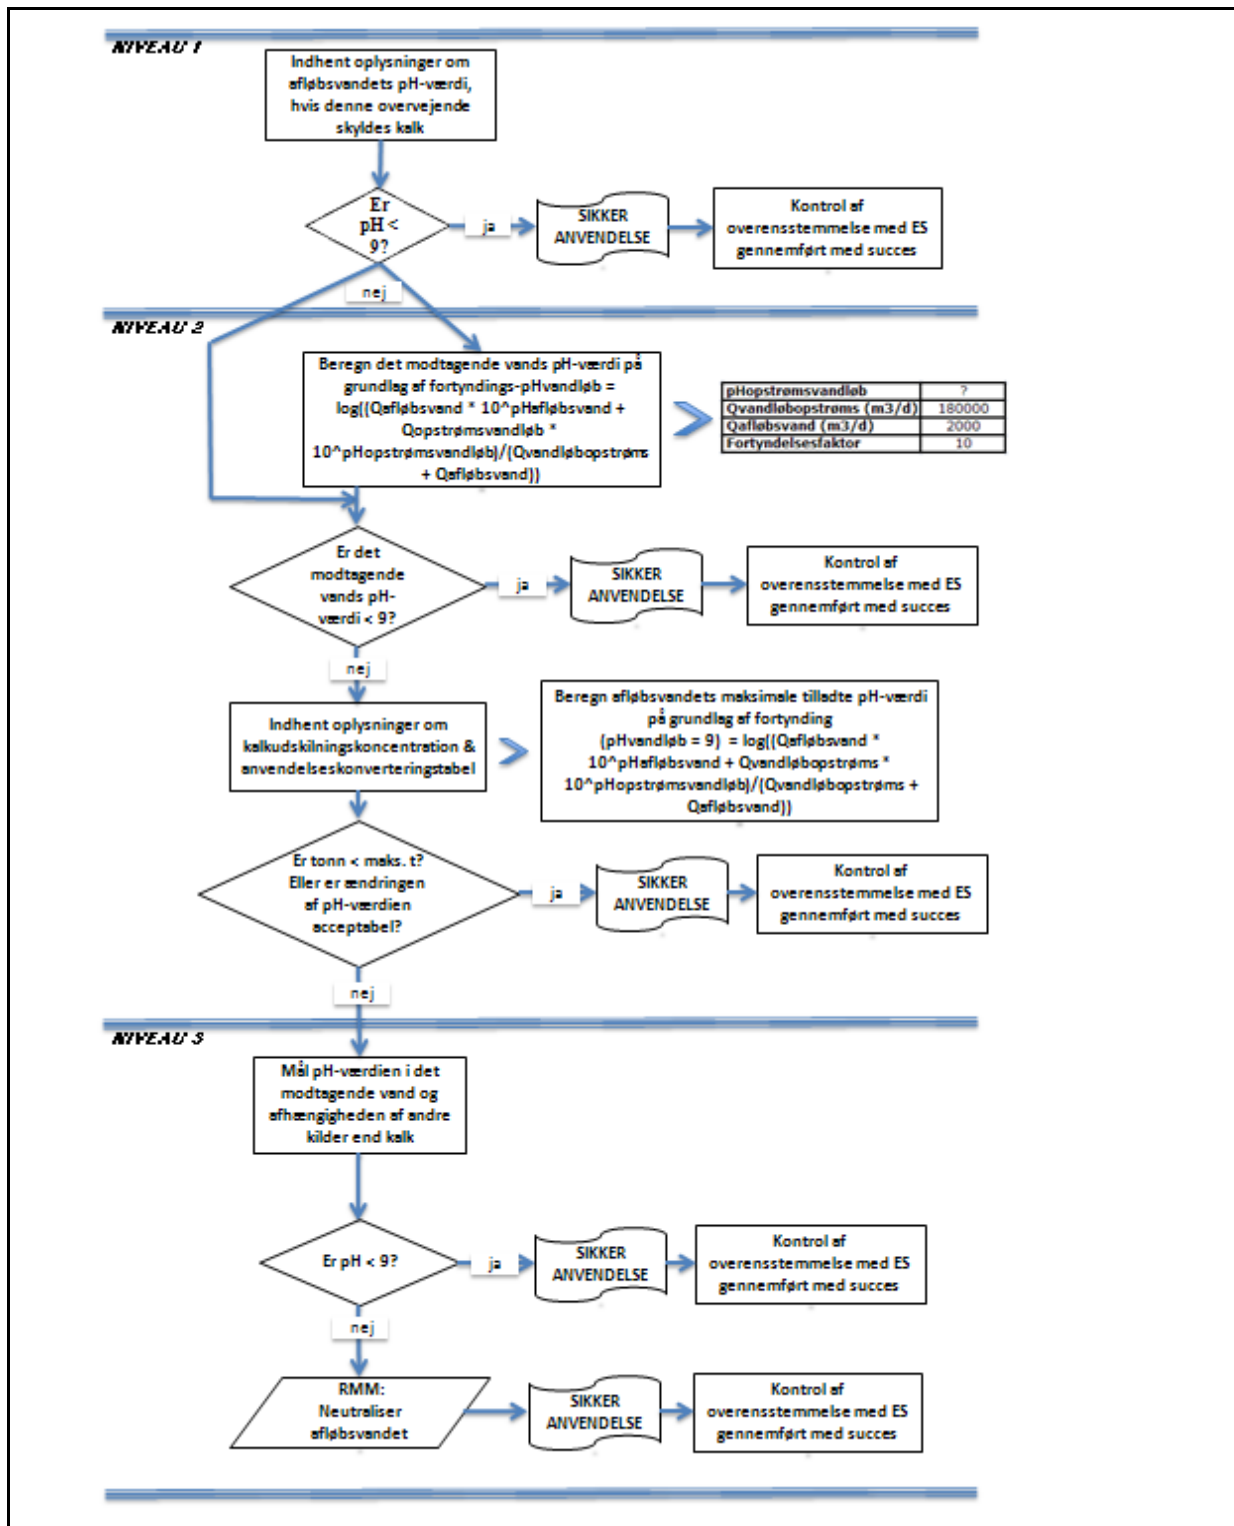 NIVEAU 1
Indhent oplysninger om
afløbsvandets pH-værdi,
hvis denne overvejende
skyldes kalk
Er
pH <
9?
ja
SIKKER
ANVENDELSE
Kontrol af
overensstemmelse med ES
gennemført med succes
nej
NIVEAU 2
Beregn det modtagende vands pH-værdi på
grundlag af fortyndings-pHvandløb =
log((Qafløbsvand * 10^pHafløbsvand +
Qopstrømsvandløb *
10^pHopstrømsvandløb)/(Qvandløbopstrøms
+ Qafløbsvand))
pHopstrømsvandløb ?
Qvandløbopstrøms (m3/d) 180000
Qafløbsvand (m3/d) 2000
Fortyndelsesfaktor 10
Er det
modtagende
vands pH-
værdi < 9?
ja
SIKKER
ANVENDELSE
Kontrol af
overensstemmelse med ES
gennemført med succes
nej
Indhent oplysninger om
kalkudskilningskoncentration &
anvendelseskonverteringstabel
Beregn afløbsvandets maksimale tilladte pH-værdi
på grundlag af fortynding
(pHvandløb = 9) = log((Qafløbsvand *
10^pHafløbsvand + Qvandløbopstrøms *
10^pHopstrømsvandløb)/(Qvandløbopstrøms +
Qafløbsvand))
Er tonn < maks. t?
Eller er ændringen
af pH-værdien
acceptabel?
ja
SIKKER
ANVENDELSE
Kontrol af
overensstemmelse med ES
gennemført med succes
nej
NIVEAU 3
Mål pH-værdien i det
modtagende vand og
afhængigheden af andre
kilder end kalk
Er pH < 9?
ja
SIKKER
ANVENDELSE
Kontrol af
overensstemmelse med ES
gennemført med succes
nej
RMM:
Neutraliser
afløbsvandet
SIKKER
ANVENDELSE
Kontrol af
overensstemmelse med ES
gennemført med succes